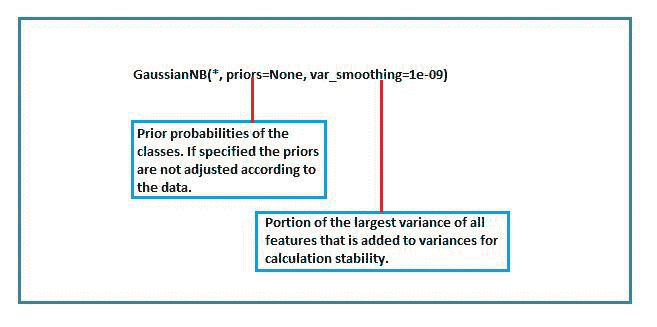 GaussianNB(*, priors=None, var_smoothing=1e-09)
Prior probabilities of the
classes. If specified the priors
are not adjusted according to
the data.
Portion of the largest variance of all
features that is added to variances for
calculation stability.